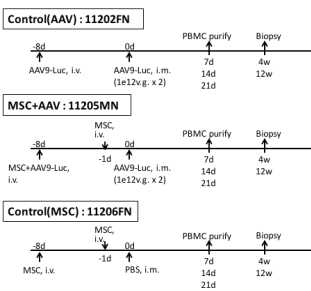 Control(AAV) : 11202FN
PBMC purify
Biopsy
-8d
0d
7d
4w
AAV9-Luc, i.v.
AAV9-Luc, i.m.
14d
12w
(1e12v.g. x 2)
21d
MSC+AAV : 11205MN
MSC,
i.v.
PBMC purify
Biopsy
-8d
0d
-1d
7d
4w
MSC+AAV9-Luc,
i.v.
AAV9-Luc, i.m.
(1e12v.g. x 2)
14d
12w
21d
Control(MSC) : 11206FN
MSC,
i.v.
PBMC purify
Biopsy
-8d
0d
-1d
7d
4w
MSC, i.v.
PBS, i.m.
14d
12w
21d